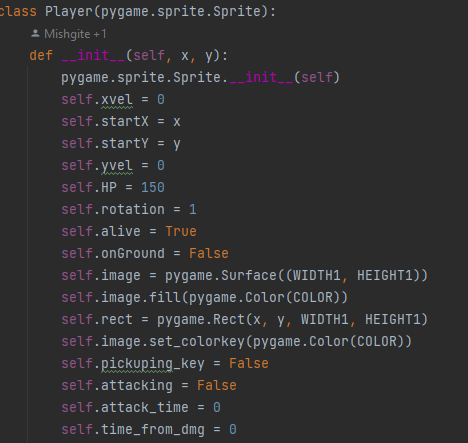 class Player(pygame.sprite.Sprite):
Mishgite +1
def __init__(self, x, y):
pygame.sprite.Sprite.__init__(self)
self.xvel = 0
self.startX = x
self.startY = y
self.yvel = 0
self.HP = 150
self.rotation = 1
self.alive = True
self.onGround = False
self.image = pygame.Surface((WIDTH1, HEIGHT1))
self.image.fill(pygame.Color(COLOR))
self.rect = pygame.Rect(x, y, WIDTH1, HEIGHT1)
self.image.set_colorkey(pygame.Color(COLOR))
self.pickuping_key = False
self.attacking = False
self.attack_time = 0
self.time_from_dmg = 0